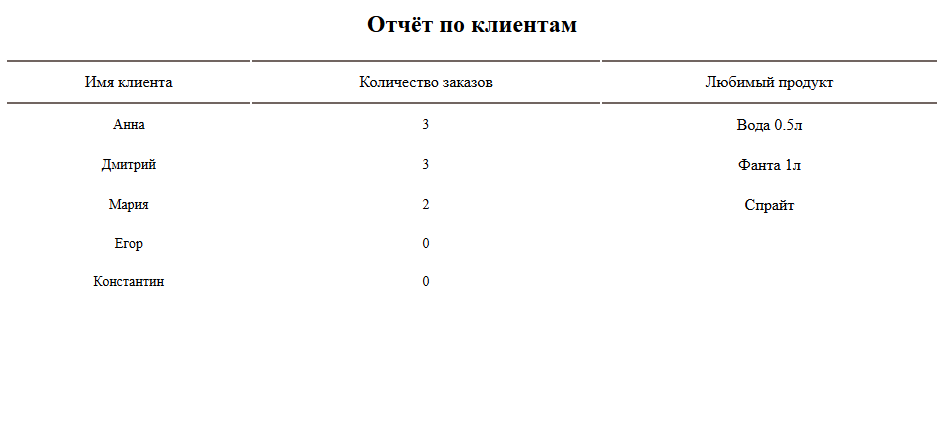 Отчёт по клиентам
Имя клиента Количество заказов Любимый продукт
Анна 3 Вода 0.5л
Дмитрий 3 Фанта 1л
Мария 2 Спрайт
Егор 0
Константин 0